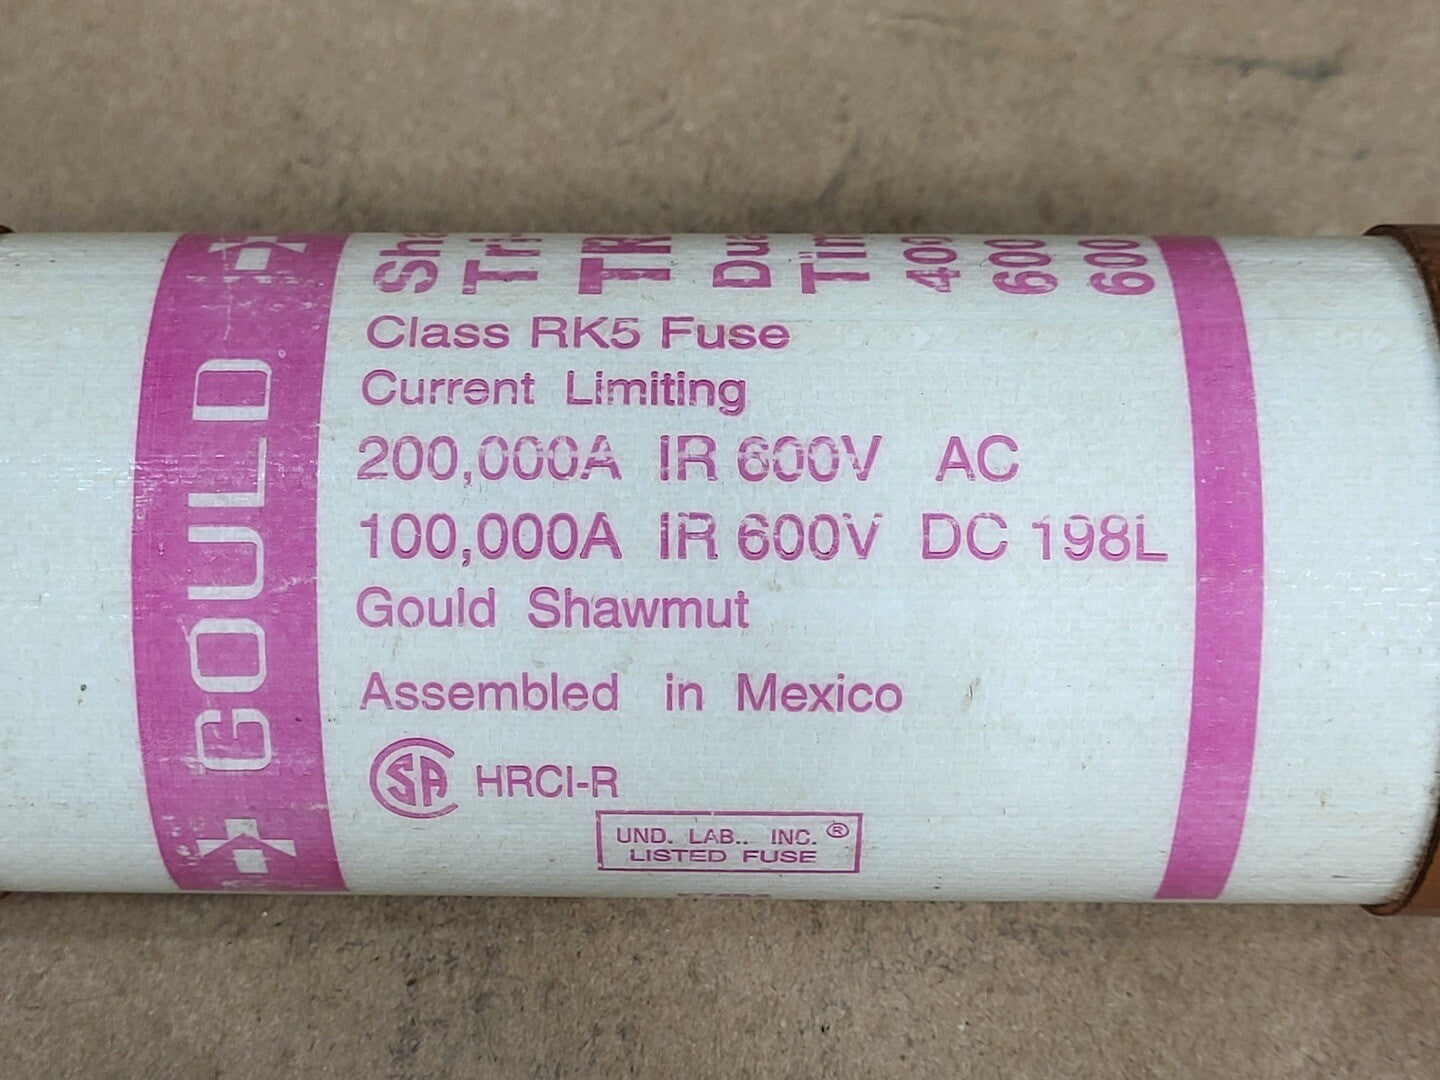 GOULD
Class RK5 Fuse
Current Limiting
200,000A IR 600V AC
100,000A IR 600V DC 198L
Gould Shawmut
Assembled in Mexico
CSA HRCI-R
UND. LAB.. INC.®
LISTED FUSE